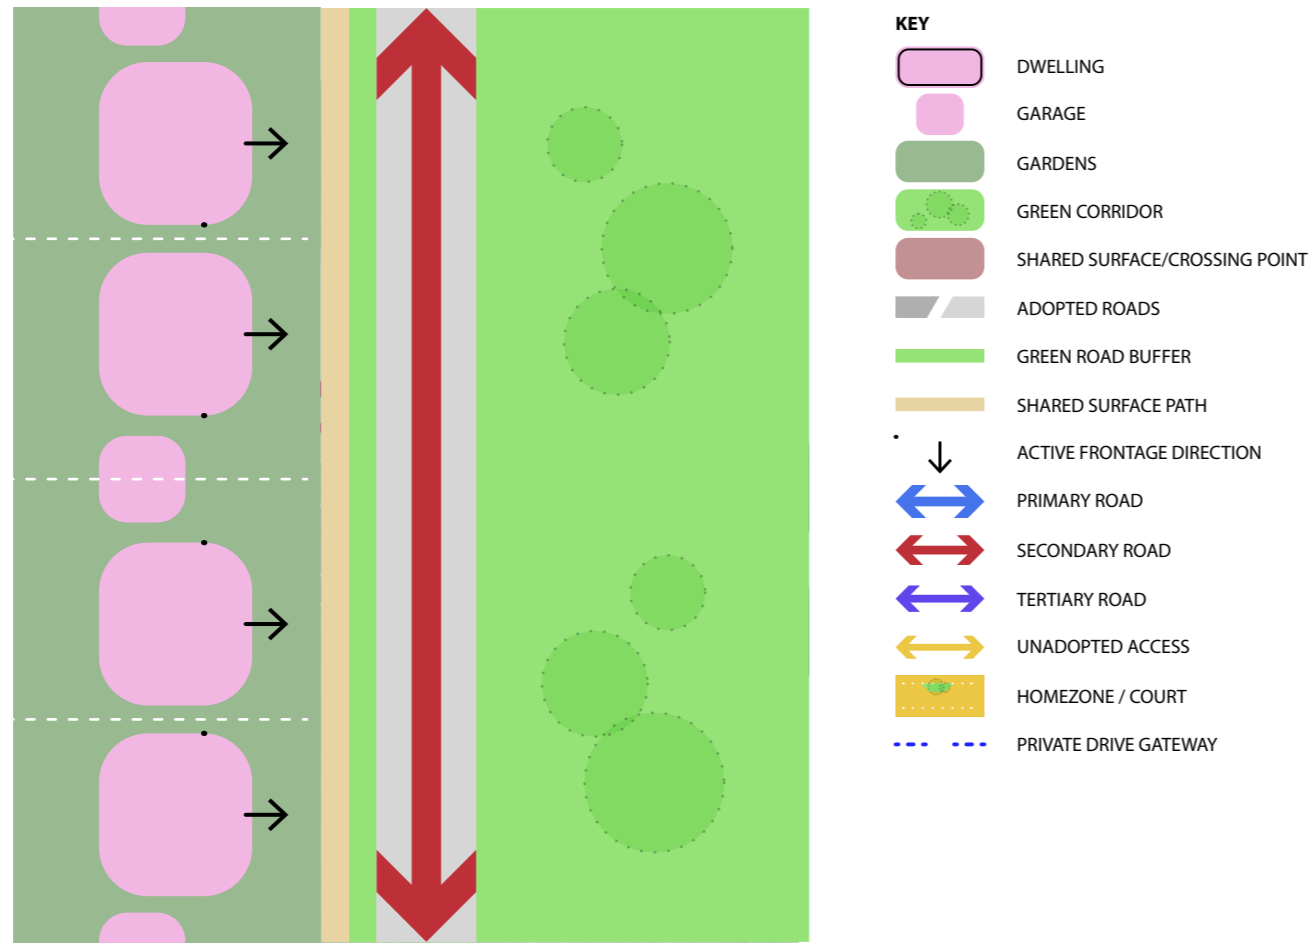 KEY
DWELLING
GARAGE
GARDENS
GREEN CORRIDOR
SHARED SURFACE/CROSSING POINT
ADOPTED ROADS
GREEN ROAD BUFFER
SHARED SURFACE PATH
ACTIVE FRONTAGE DIRECTION
PRIMARY ROAD
SECONDARY ROAD
TERTIARY ROAD
UNADOPTED ACCESS
HOMEZONE / COURT
PRIVATE DRIVE GATEWAY